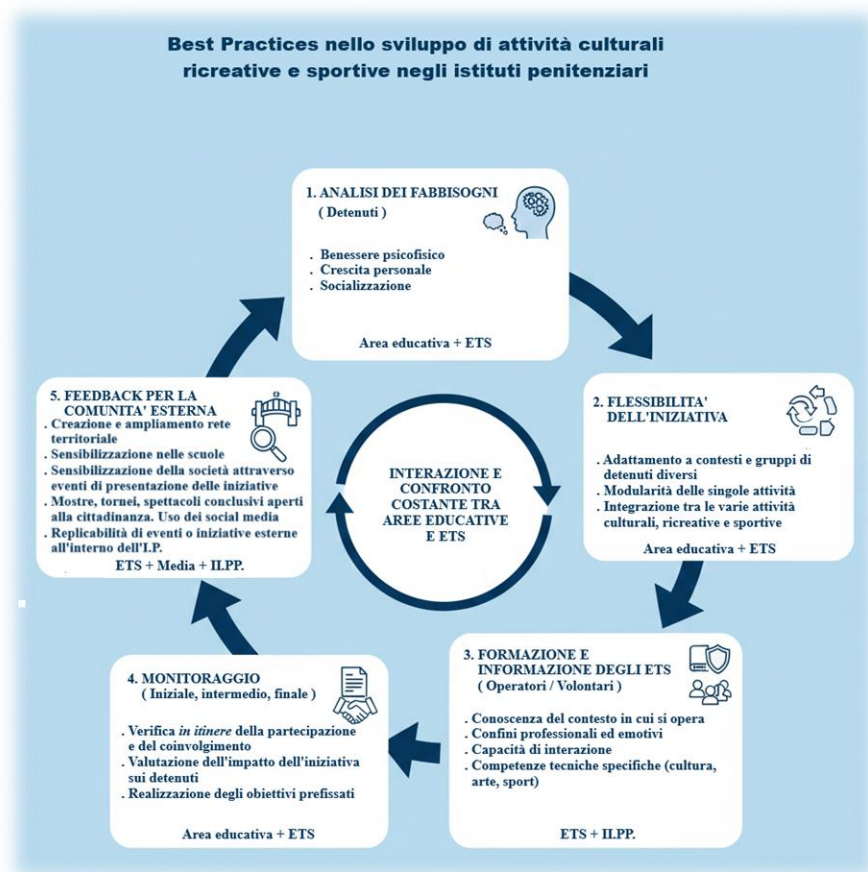 Best Practices nello sviluppo di attività culturali
ricreative e sportive negli istituti penitenziari
1. ANALISI DEI FABBISOGNI
( Detenuti )
. Benessere psicofisico
. Crescita personale
. Socializzazione
Area educativa + ETS
2. FLESSIBILITA'
DELL'INIZIATIVA
. Adattamento a contesti e gruppi di
detenuti diversi
. Modularità delle singole attività
. Integrazione tra le varie attività
culturali, ricreative e sportive
Area educativa + ETS
3. FORMAZIONE E
INFORMAZIONE DEGLI ETS
( Operatori / Volontari )
. Conoscenza del contesto in cui si opera
. Confini professionali ed emotivi
. Capacità di interazione
. Competenze tecniche specifiche (cultura,
arte, sport)
ETS + II.PP.
4. MONITORAGGIO
( Iniziale, intermedio, finale )
. Verifica in itinere della partecipazione
e del coinvolgimento
. Valutazione dell'impatto dell'iniziativa
sui detenuti
. Realizzazione degli obiettivi prefissati
Area educativa + ETS
5. FEEDBACK PER LA
COMUNITA' ESTERNA
. Creazione e ampliamento rete
territoriale
. Sensibilizzazione nelle scuole
. Sensibilizzazione della società attraverso
eventi di presentazione delle iniziative
. Mostre, tornei, spettacoli conclusivi aperti
alla cittadinanza. Uso dei social media
. Replicabilità di eventi o iniziative esterne
all'interno dell'I.P.
ETS + Media + II.PP.
INTERAZIONE E
CONFRONTO
COSTANTE TRA
AREE EDUCATIVE
E ETS